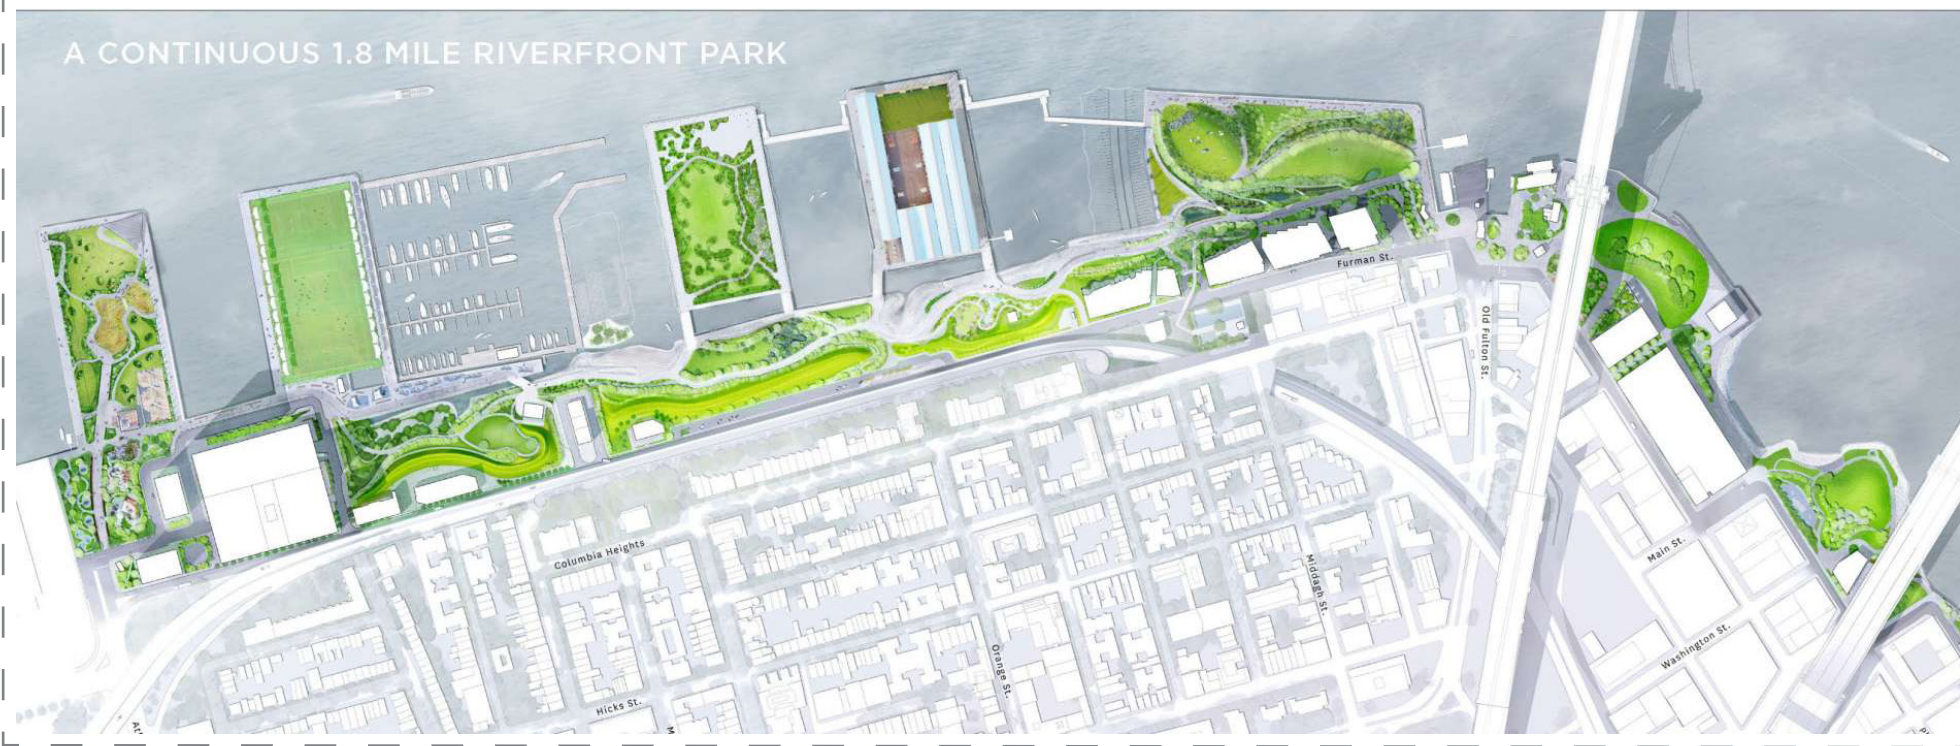 A CONTINUOUS 1.8 MILE RIVERFRONT PARK
Furman St.
Old Fulton St.
Columbia Heights
Middagh St.
Main St.
Washington St.
Orange St.
Hicks St.